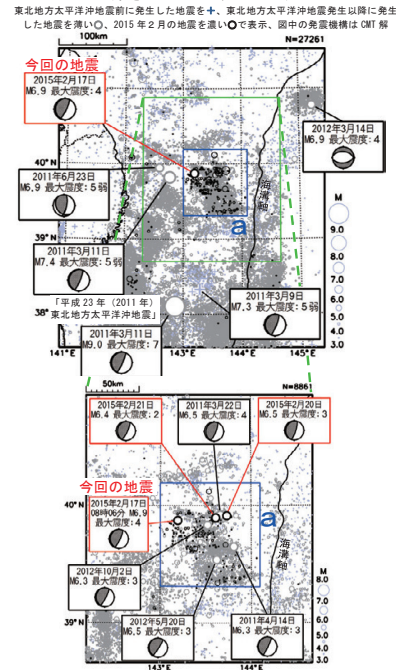 東北地方太平洋沖地震前に発生した地震を+、東北地方太平洋沖地震発生以降に発生
した地震を薄い○、2015年2月の地震を濃い○で表示、図中の発震機構はCMT解
100km
N=27261
今回の地震
2015年2月17日
M6.9 最大震度:4
2012年3月14日
M6.9 最大震度:4
40°N
2011年6月23日
M6.9 最大震度:5弱
海溝軸
a
M
9.0
8.0
7.0
6.0
5.0
4.0
3.0
39°N
2011年3月11日
M7.4 最大震度:5弱
「平成23年(2011年)
東北地方太平洋沖地震」
2011年3月9日
M7.3 最大震度:5弱
38°
2011年3月11日
M9.0 最大震度:7
141°E
143°E
144°E
145°E
50km
N=8861
2015年2月21日
M6.4 最大震度:2
2011年3月22日
M6.5 最大震度:4
2015年2月20日
M6.5 最大震度:3
今回の地震
2015年2月17日
08時06分 M6.9
最大震度:4
40°N
a
海溝軸
2012年10月2日
M6.3 最大震度:3
M
8.0
7.0
6.0
5.0
4.0
3.0
39°N
2012年5月20日
M6.5 最大震度:3
2011年4月14日
M6.3 最大震度:3
143°E
144°E